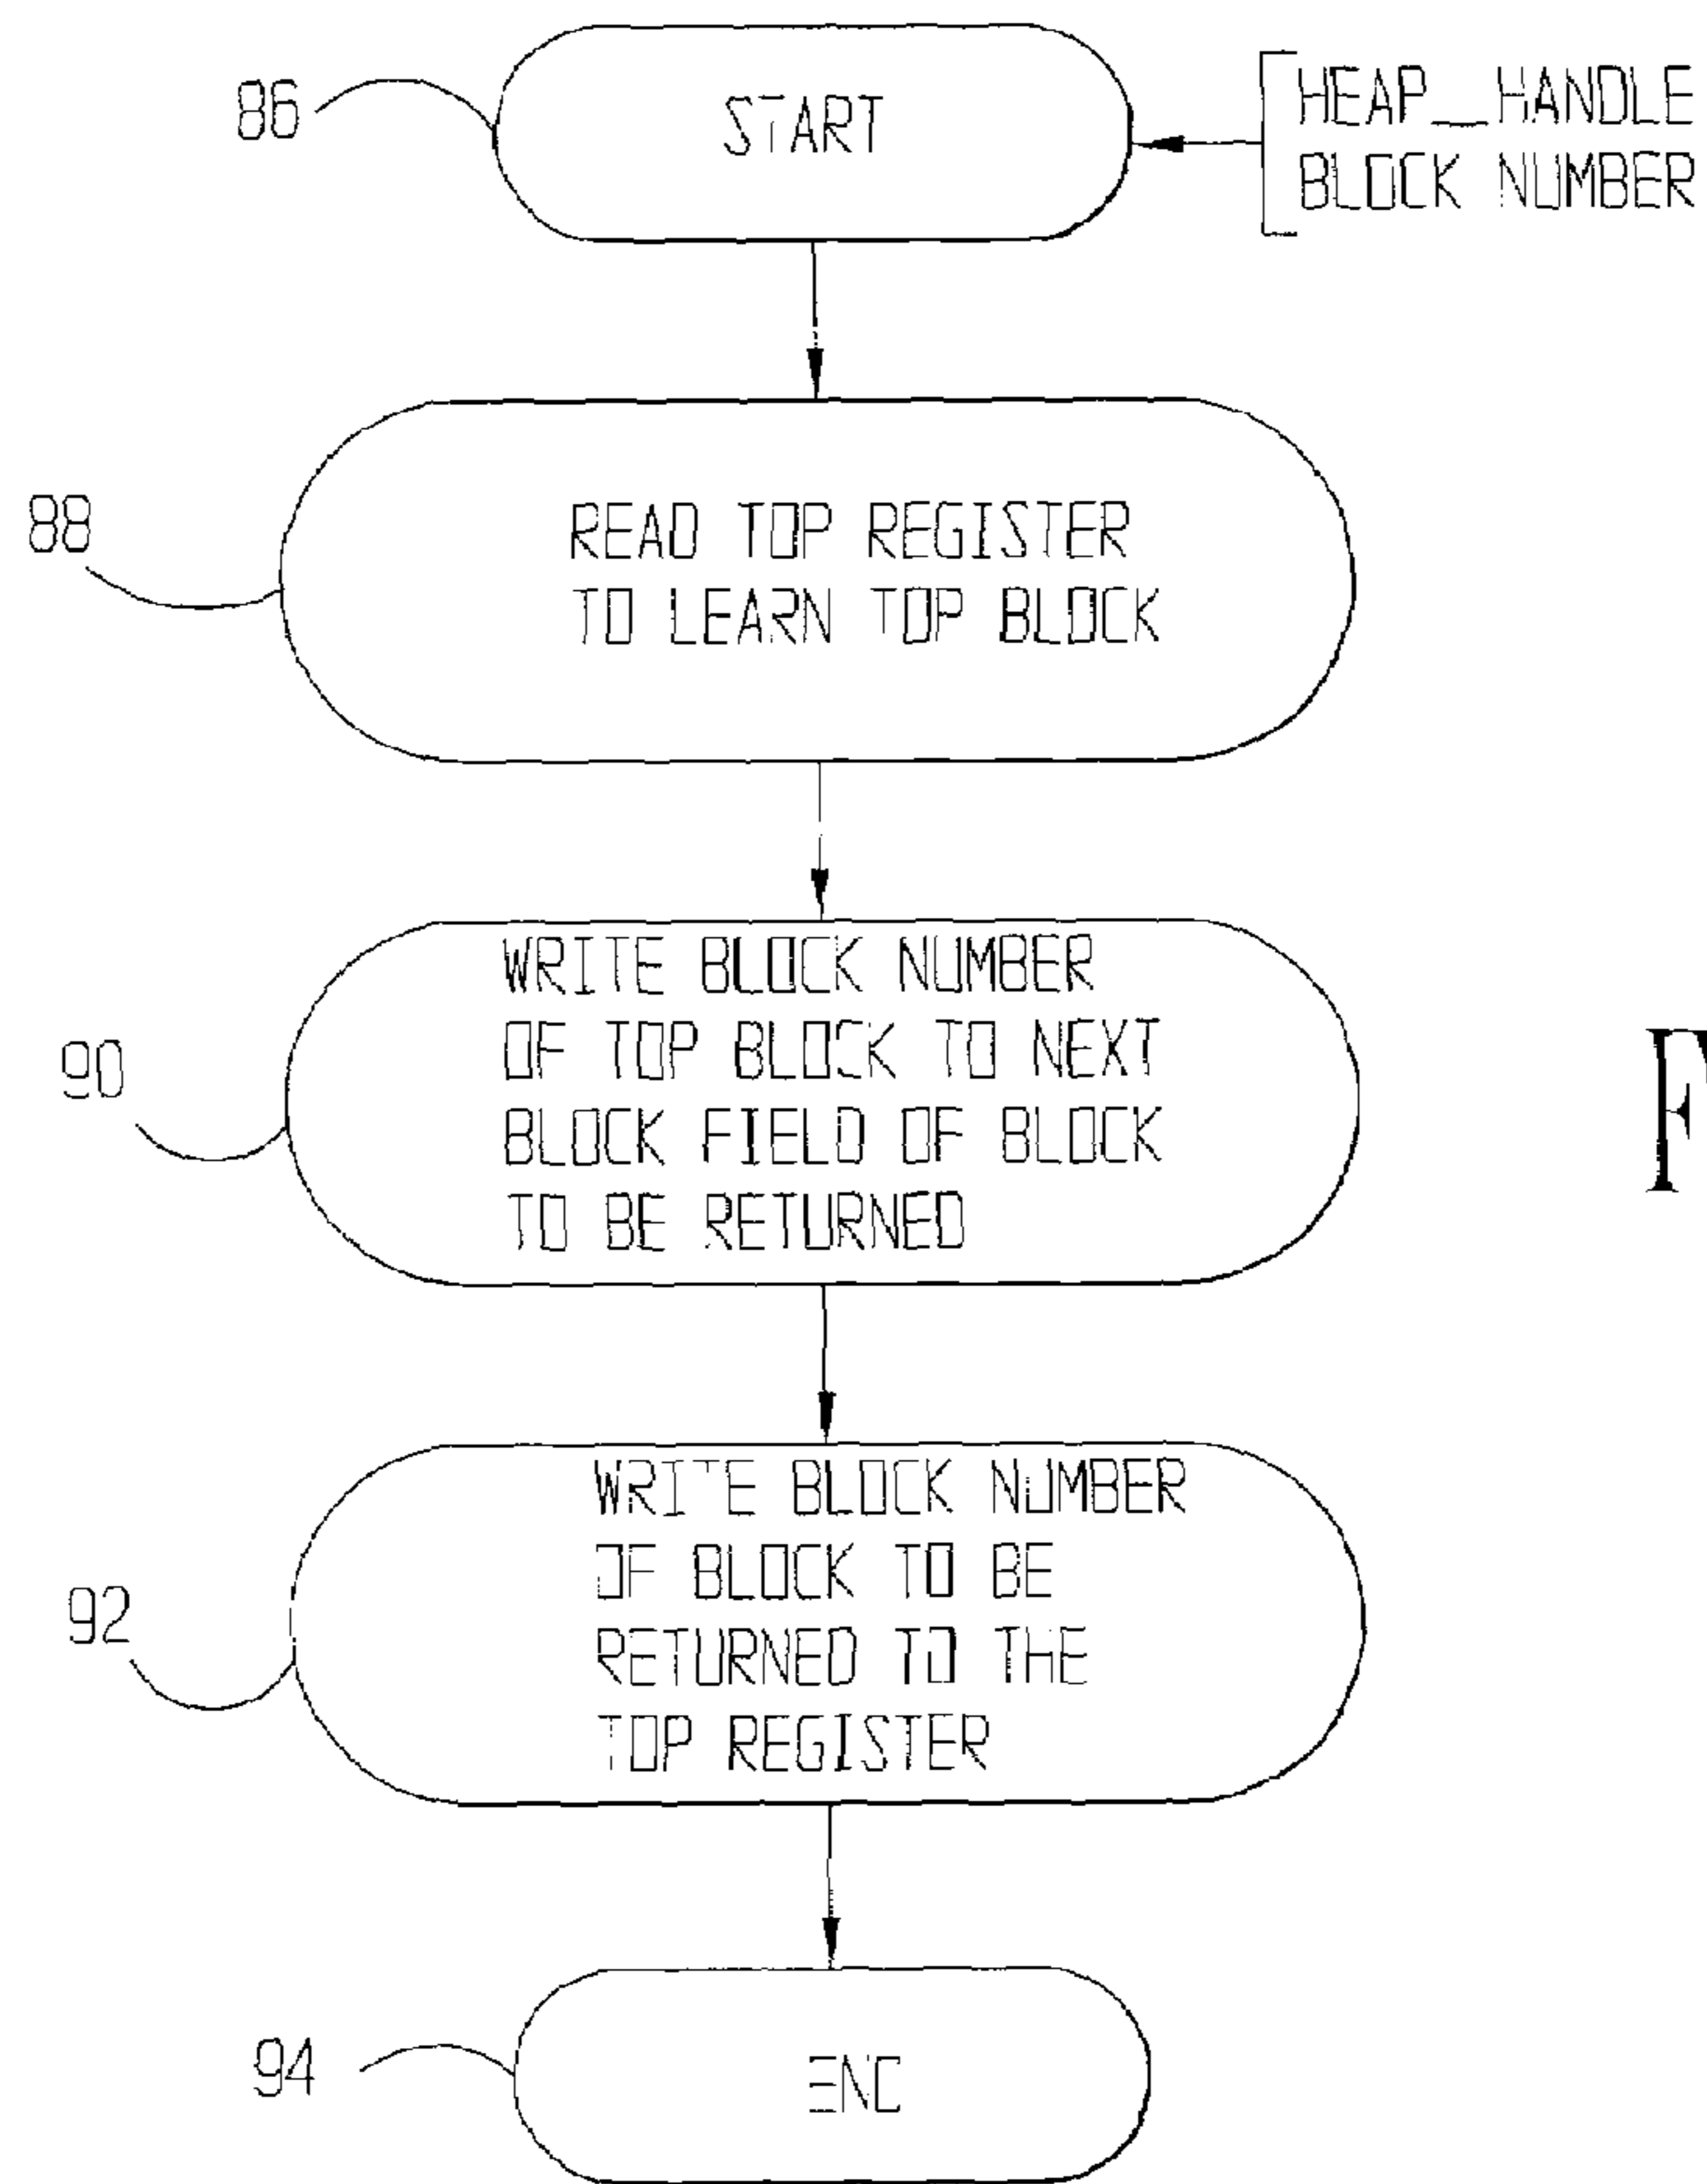 86
START
HEAP_HANDLE
BLOCK NUMBER
88
READ TOP REGISTER
TO LEARN TOP BLOCK
90
WRITE BLOCK NUMBER
OF TOP BLOCK TO NEXT
BLOCK FIELD OF BLOCK
TO BE RETURNED
F
92
WRITE BLOCK NUMBER
OF BLOCK TO BE
RETURNED TO THE
TOP REGISTER
94
END